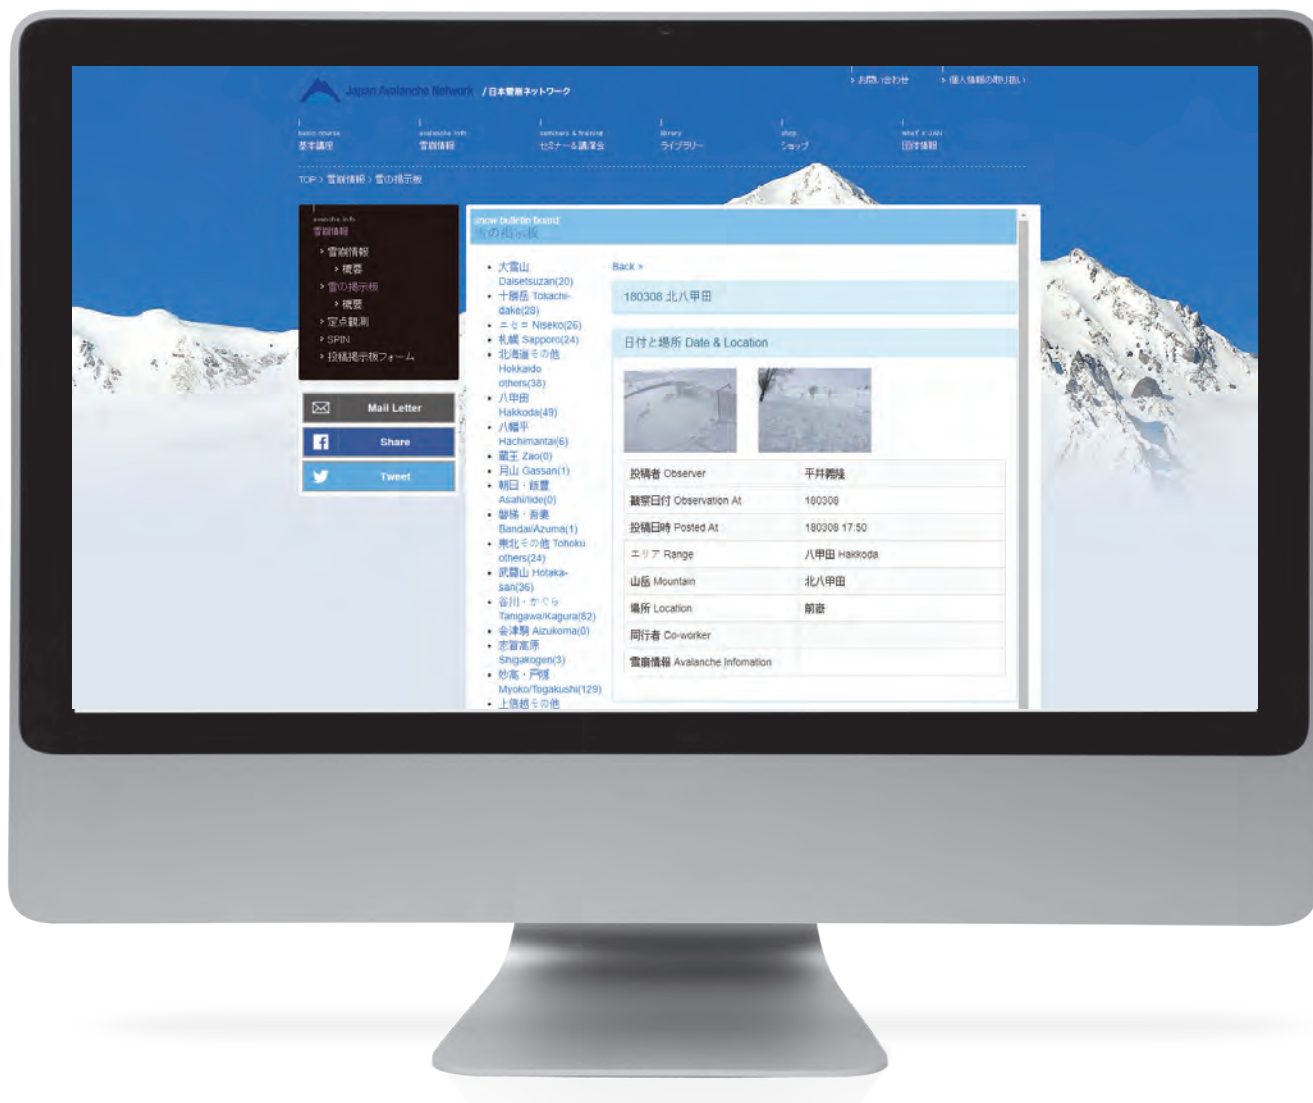 Japan Avalanche Network / 日本雪崩ネットワーク
› お問い合わせ › 個人情報の取り扱い
basic course avalanche info seminars & training library shop what's JAN
基本講座 雪崩情報 セミナー&講演会 ライブラリー ショップ 団体情報
TOP › 雪崩情報 › 雪の掲示板
avalanche info
雪崩情報
› 雪崩情報
› 概要
› 雪の掲示板
› 概要
› 定点観測
› SPIN
› 投稿掲示板フォーム
Mail Letter
Share
Tweet
snow bulletin board
雪の掲示板
• 大雪山
Daisetsuzan(20)
• 十勝岳 Tokachi-
dake(28)
• ニセコ Niseko(26)
• 札幌 Sapporo(24)
• 北海道その他
Hokkaido
others(38)
• 八甲田
Hakkoda(49)
• 八幡平
Hachimantai(6)
• 蔵王 Zao(0)
• 月山 Gassan(1)
• 朝日・飯豊
Asahi/Iide(0)
• 磐梯・吾妻
Bandai/Azuma(1)
• 東北その他 Tohoku
others(24)
• 武尊山 Hotaka-
san(36)
• 谷川・かぐら
Tanigawa/Kagura(82)
• 会津駒 Aizukoma(0)
• 志賀高原
Shigakogen(3)
• 妙高・戸隠
Myoko/Togakushi(129)
• 上信越その他
Back »
180308 北八甲田
日付と場所 Date & Location
投稿者 Observer 平井義隆
観察日付 Observation At 180308
投稿日時 Posted At 180308 17:50
エリア Range 八甲田 Hakkoda
山岳 Mountain 北八甲田
場所 Location 前嶽
同行者 Co-worker
雪崩情報 Avalanche Infomation